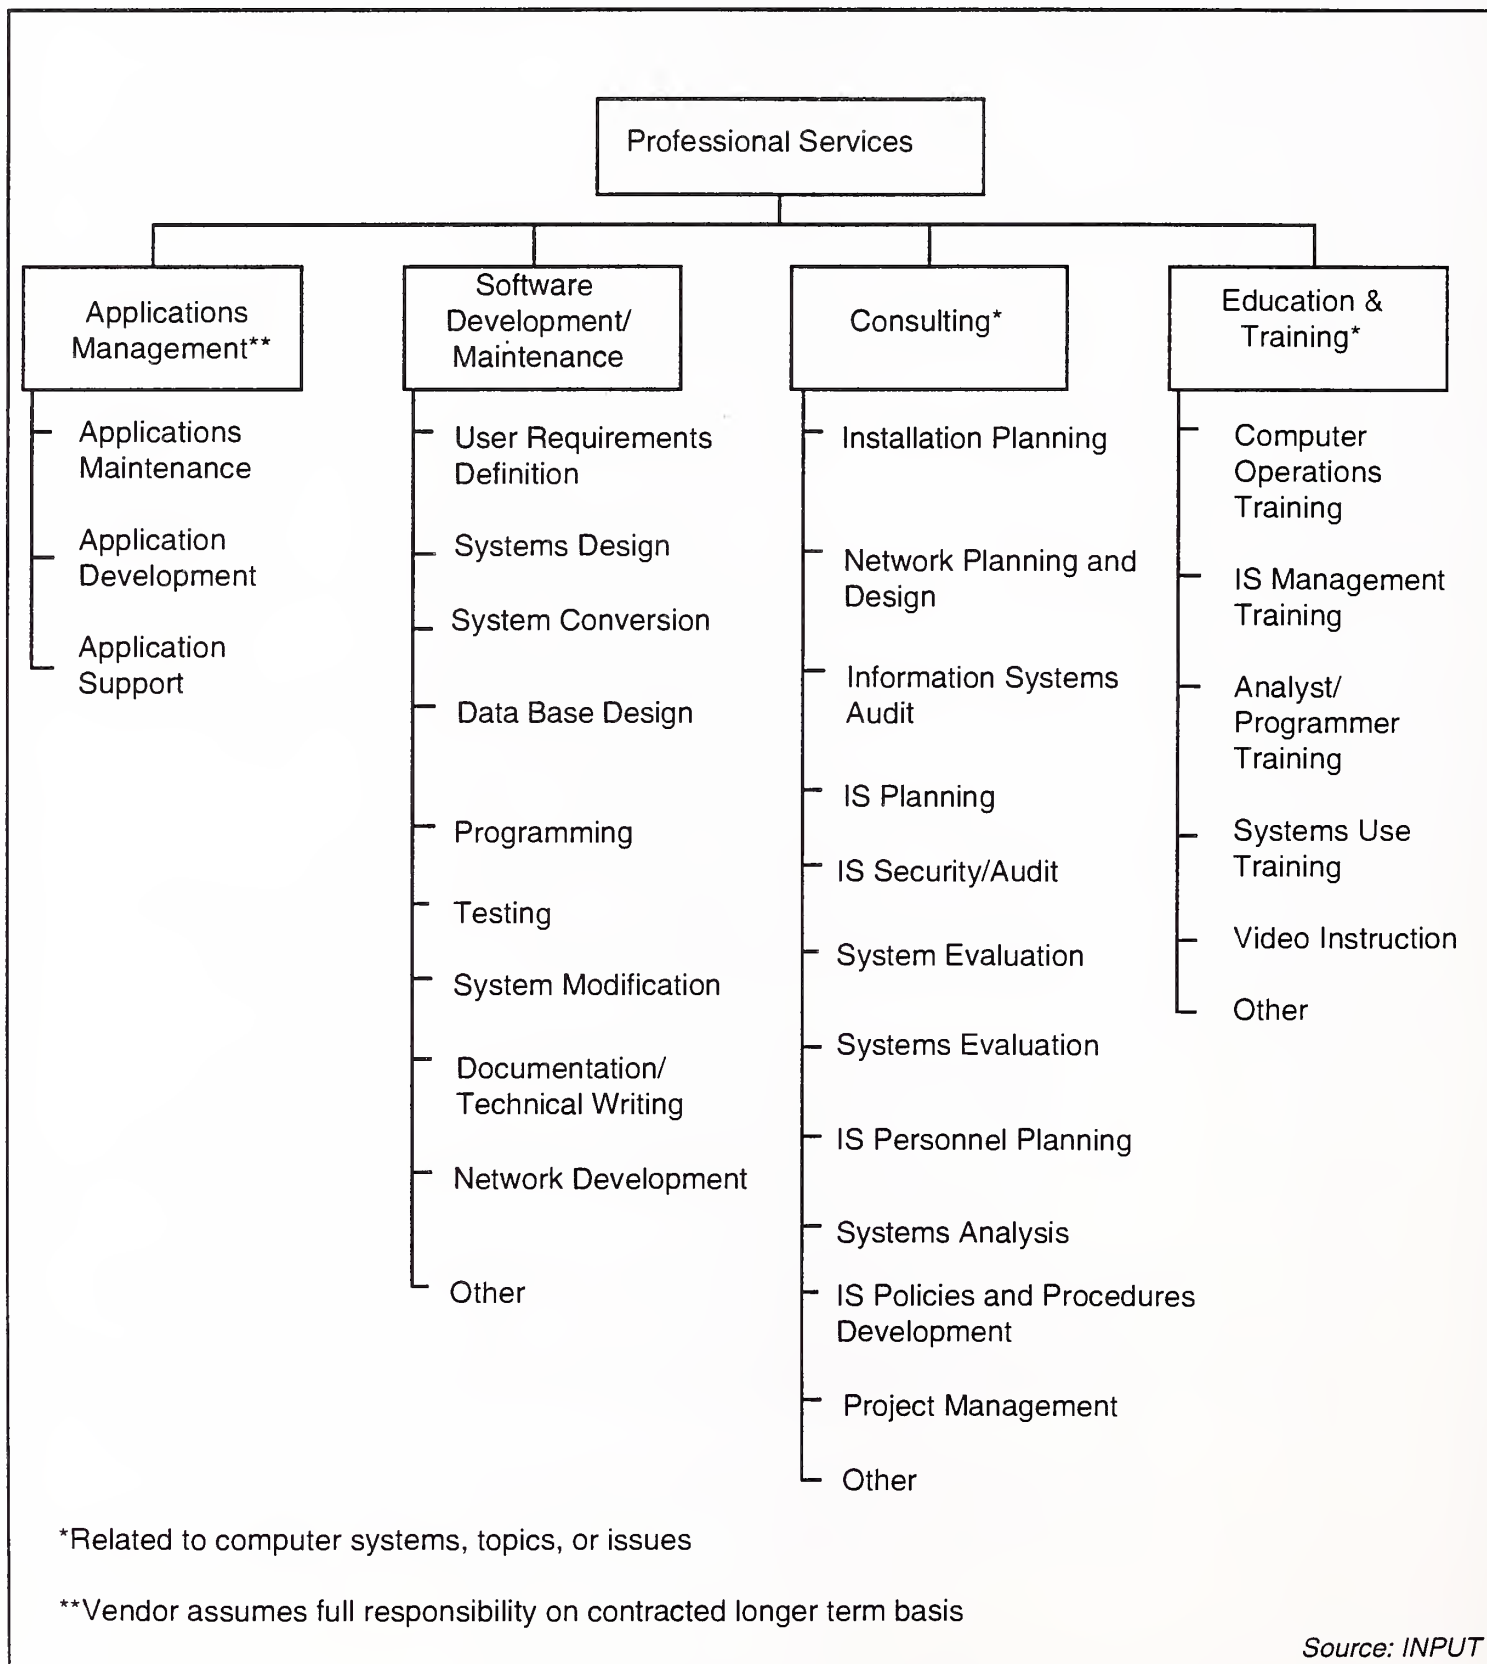 Professional Services
Applications
Management**
Software
Development/
Maintenance
Consulting*
Education &
Training*
Applications
Maintenance
Application
Development
Application
Support
User Requirements
Definition
Systems Design
System Conversion
Data Base Design
Programming
Testing
System Modification
Documentation/
Technical Writing
Network Development
Other
Installation Planning
Network Planning and
Design
Information Systems
Audit
IS Planning
IS Security/Audit
System Evaluation
Systems Evaluation
IS Personnel Planning
Systems Analysis
IS Policies and Procedures
Development
Project Management
Other
Computer
Operations
Training
IS Management
Training
Analyst/
Programmer
Training
Systems Use
Training
Video Instruction
Other
*Related to computer systems, topics, or issues
**Vendor assumes full responsibility on contracted longer term basis
Source: INPUT